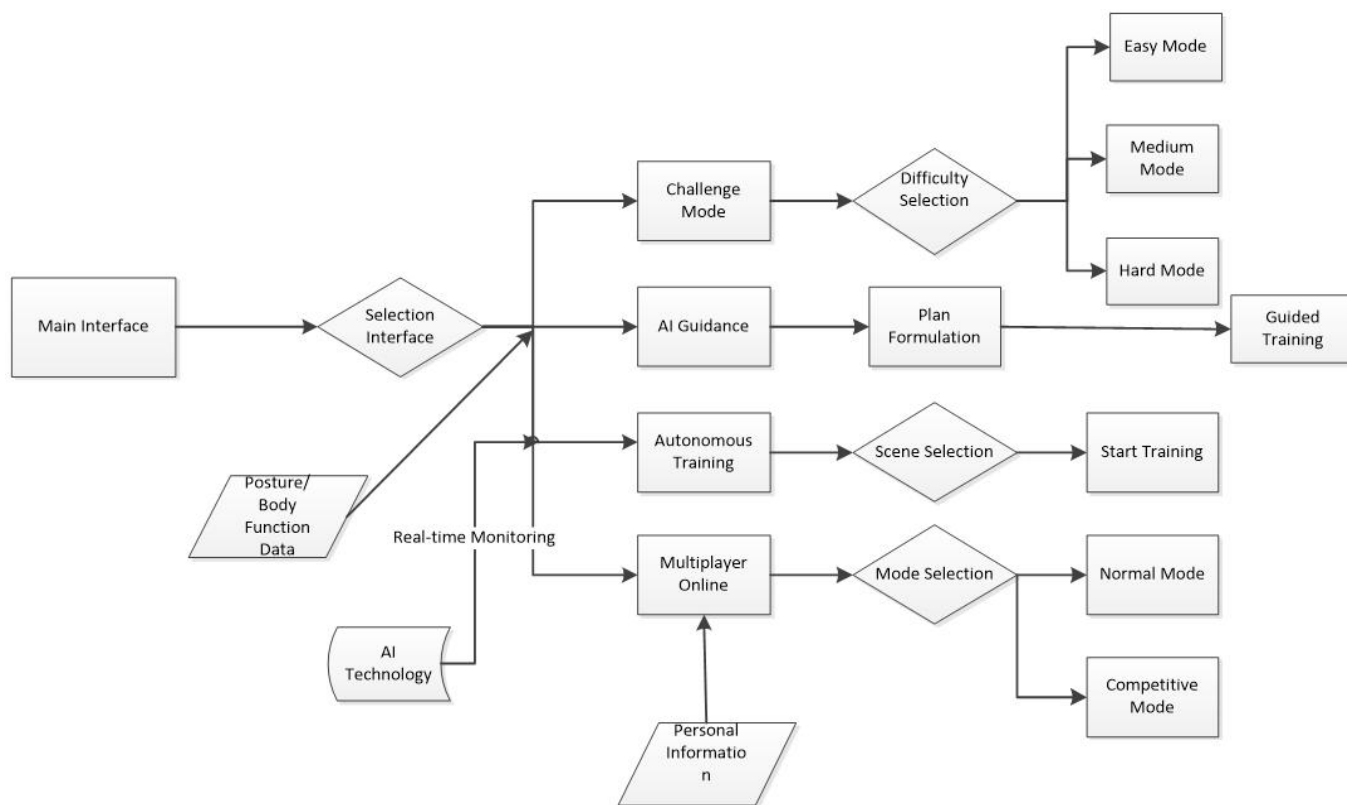 Easy Mode
Medium
Mode
Hard Mode
Challenge
Mode
Difficulty
Selection
Main Interface
Selection
Interface
AI Guidance
Plan
Formulation
Guided
Training
Autonomous
Training
Scene Selection
Start Training
Posture/
Body
Function
Data
Real-time Monitoring
Multiplayer
Online
Mode Selection
Normal Mode
AI
Technology
Competitive
Mode
Personal
Informatio
n